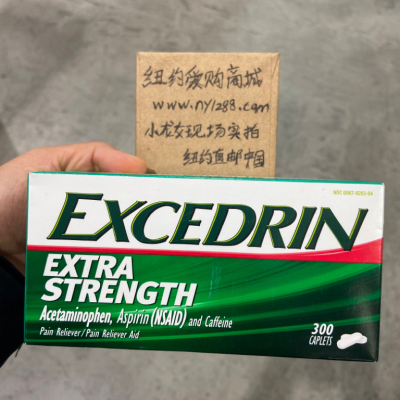 纽约爱购商城
www.ny1288.com
小龙女现场实拍
纽约直邮中国
EXCEDRIN
EXTRA
STRENGTH
Acetaminophen, Aspirin (NSAID) and Caffeine
Pain Reliever/Pain Reliever Aid
300
CAPLETS